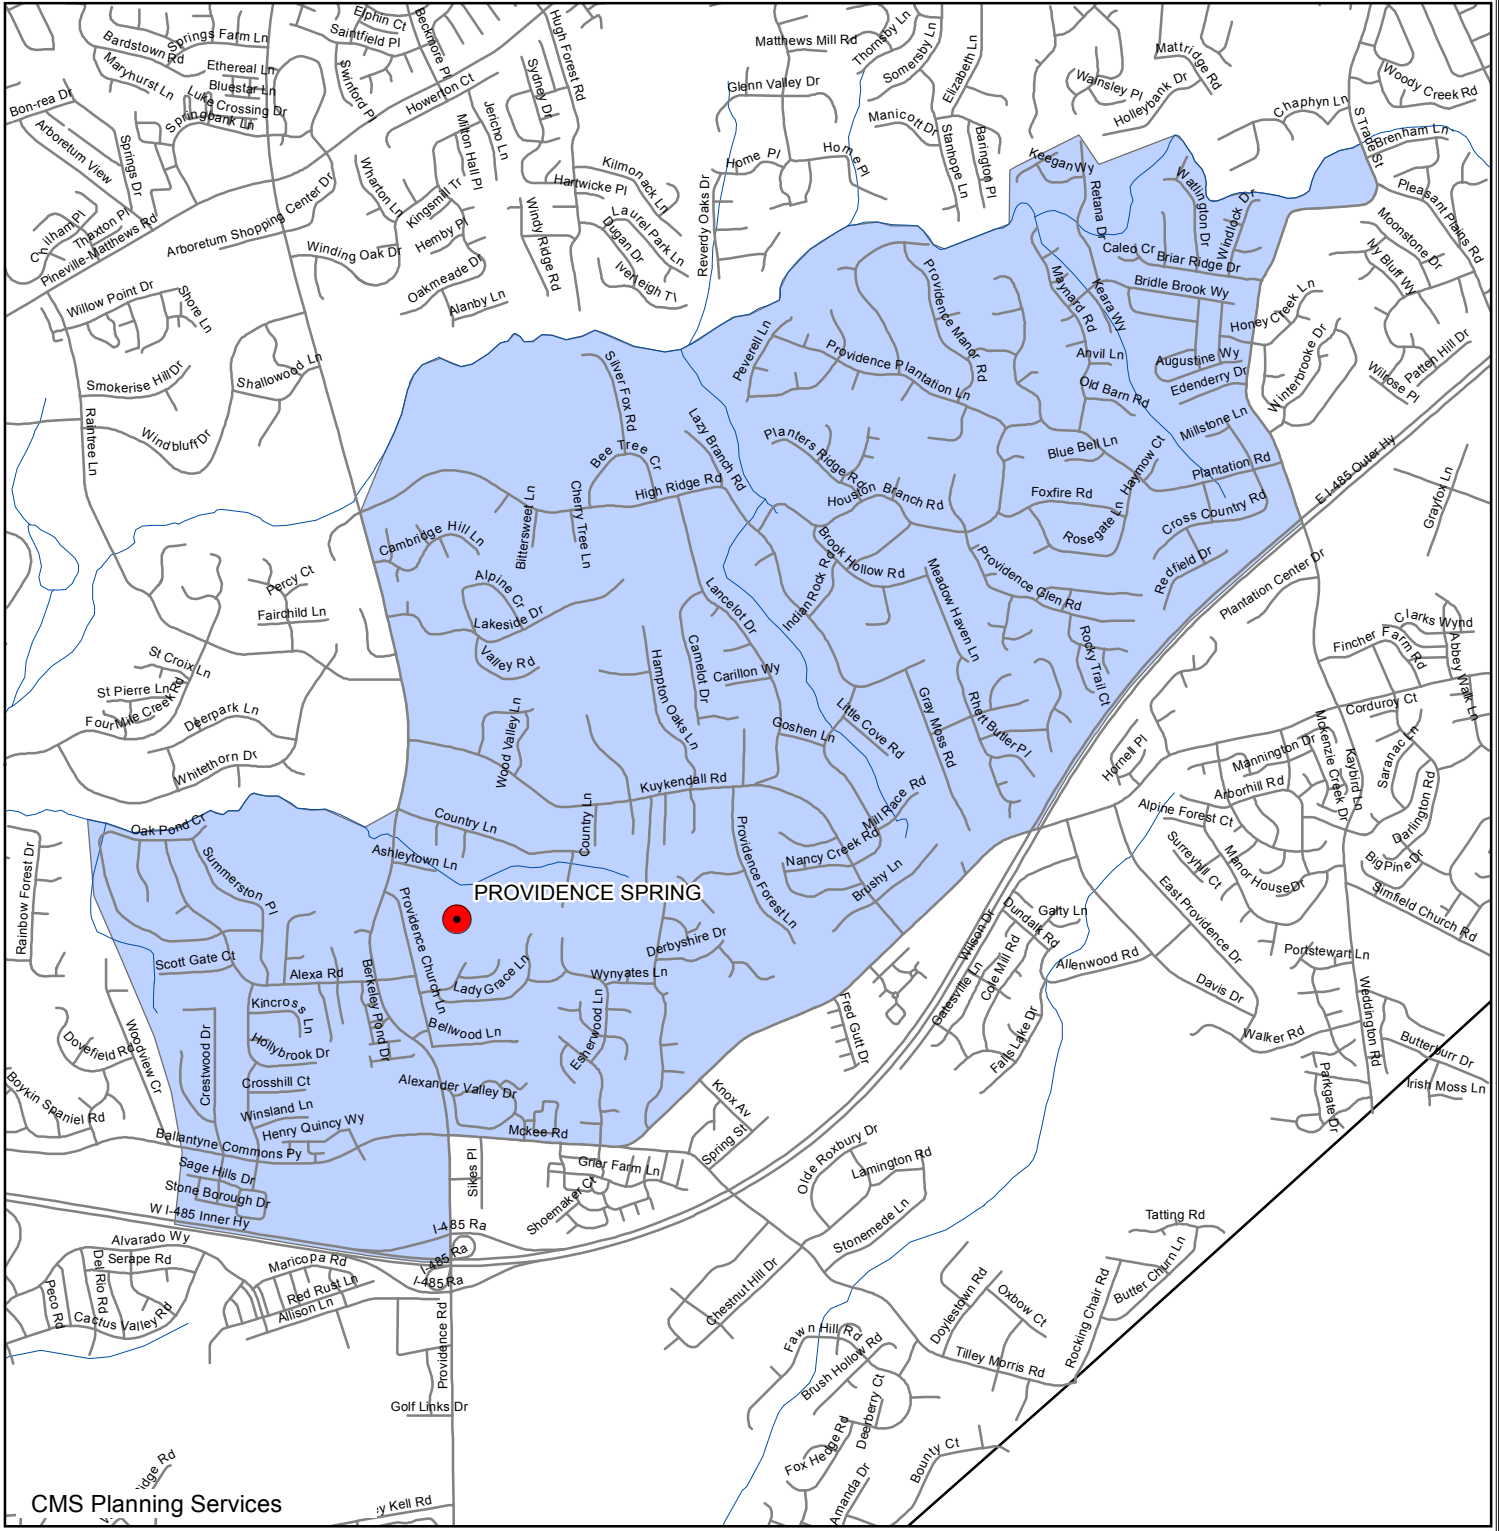 Elphin Ct
Saintfield Pl
Beckmore Pl
Hugh Forest Rd
Springs Farm Ln
Bardstown Rd
Maryhurst Ln
Ethereal Ln
Bluestar Ln
Luke Crossing Dr
Springbank Ln
Swinford Pl
Howerton Ct
Sydney Dr
Jericho Ln
Milton Hall Pl
Matthews Mill Rd
Thornsby Ln
Somersby Ln
Elizabeth Ln
Glenn Valley Dr
Manicott Dr
Stanhope Ln
Barington Pl
Home Pl
Home Pl
Wainsley Pl
Holleybank Dr
Mattridge Rd
Chaphyn Ln
Woody Creek Rd
S Trade St
Brenham Ln
Pleasant Plains Rd
Moonstone Dr
Ny Bluff Wy
Bon-rea Dr
Arboretum View
Springs Dr
Thaxton Pl
Pineville-Matthews Rd
Arboretum Shopping Center Dr
Wharton Ln
Kingsmill Tr
Hemby Pl
Winding Oak Dr
Oakmeade Dr
Alanby Ln
Windy Ridge Rd
Hartwicke Pl
Kilmonack Ln
Laurel Park Ln
Dugan Dr
Reverdy Oaks Dr
Keegan Wy
Retana Dr
Watlington Dr
Windlock Dr
Caled Cr
Briar Ridge Dr
Bridle Brook Wy
Maynard Rd
Keara Wy
Anvil Ln
Old Barn Rd
Augustine Wy
Edenderry Dr
Honey Creek Ln
Winterbrooke Dr
Wilrose Pl
Patten Hill Dr
Willow Point Dr
Shore Ln
Smokerise Hill Dr
Shallowood Ln
Windbluff Dr
Raintree Ln
Silver Fox Rd
Bee Tree Cr
Lazy Branch Rd
High Ridge Rd
Cherry Tree Ln
Bittersweet Ln
Cambridge Hill Ln
Peverell Ln
Providence Manor Rd
Providence Plantation Ln
Planters Ridge Rd
Houston Branch Rd
Blue Bell Ln
Haymow Ct
Millstone Ln
Plantation Rd
Foxfire Rd
Rosegate Ln
Cross Country Rd
Redfield Dr
E I-485 Outer Hy
Grayfox Ln
Plantation Center Dr
Percy Ct
Fairchild Ln
Alpine Cr
Lakeside Dr
Valley Rd
Lancelot Dr
Camelot Dr
Carillon Wy
Hampton Oaks Ln
Indian Rock Rd
Brook Hollow Rd
Meadow Haven Ln
Providence Glen Rd
Rocky Trail Ct
Rhett Butler Pl
Gray Moss Rd
Little Cove Rd
Goshen Ln
St Croix Ln
St Pierre Ln
Four Mile Creek Rd
Deerpark Ln
Whitethorn Dr
Wood Valley Ln
Kuykendall Rd
Country Ln
Country Ln
Ashleytown Ln
Mill Race Rd
Nancy Creek Rd
Brushy Ln
Providence Forest Ln
Clarks Wynd
Fincher Farm Rd
Abbey Walk Ln
Corduroy Ct
Mckenzie Creek Dr
Kaybird Ln
Saranac Ln
Darlington Rd
Mannington Dr
Arborhill Rd
Hornell Pl
Alpine Forest Ct
Surreyhill Ct
Manor House Dr
Big Pine Dr
Simfield Church Rd
Oak Pond Cr
Summerston Pl
Rainbow Forest Dr
PROVIDENCE SPRING
Providence Church Ln
Scott Gate Ct
Alexa Rd
Berkeley Pond Dr
Lady Grace Ln
Bellwood Ln
Derbyshire Dr
Wynyates Ln
Esherwood Ln
Kincross Ln
Hollybrook Dr
Crestwood Dr
Crosshill Ct
Winsland Ln
Henry Quincy Wy
Alexander Valley Dr
Mckee Rd
Woodview Cr
Dovefield Rd
Boykin Spaniel Rd
Ballantyne Commons Py
Sage Hills Dr
Stone Borough Dr
W I-485 Inner Hy
Wilson Dr
Dundalk Rd
Galty Ln
Cole Mill Rd
Gatesville Ln
Falls Lake Dr
Allenwood Rd
East Providence Dr
Davis Dr
Walker Rd
Portstewart Ln
Weddington Rd
Butterburr Dr
Irish Moss Ln
Parkgate Dr
Fred Gutt Dr
Knox Av
Spring St
Grier Farm Ln
Shoemaker Ct
Sikes Pl
I-485 Ra
I-485 Ra
I-485 Ra
Olde Roxbury Dr
Lamington Rd
Stonemede Ln
Chestnut Hill Dr
Alvarado Wy
Serape Rd
Del Rio Rd
Peco Rd
Cactus Valley Rd
Maricopa Rd
Red Rust Ln
Allison Ln
Providence Rd
Golf Links Dr
Tatting Rd
Butter Churn Ln
Rocking Chair Rd
Doylestown Rd
Oxbow Ct
Tilley Morris Rd
Fawn Hill Rd
Brush Hollow Rd
Deerberry Ct
Fox Hedge Rd
Amanda Dr
Bounty Ct
idge Rd
y Kell Rd
CMS Planning Services